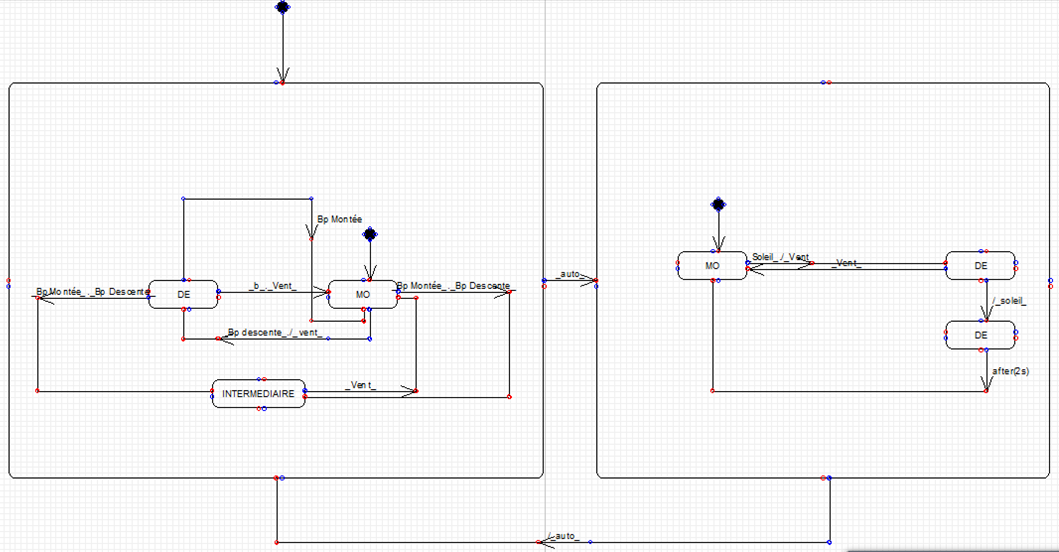 Bp Montée
_auto_
Soleil_./_Vent
_Vent_
MO
DE
Bp Montée_._Bp Descente
DE
_b_._Vent_
MO
Bp Montée_._Bp Descente
/_soleil_
Bp descente_./_vent_
DE
after(2s)
INTERMEDIAIRE
_Vent_
/_auto_